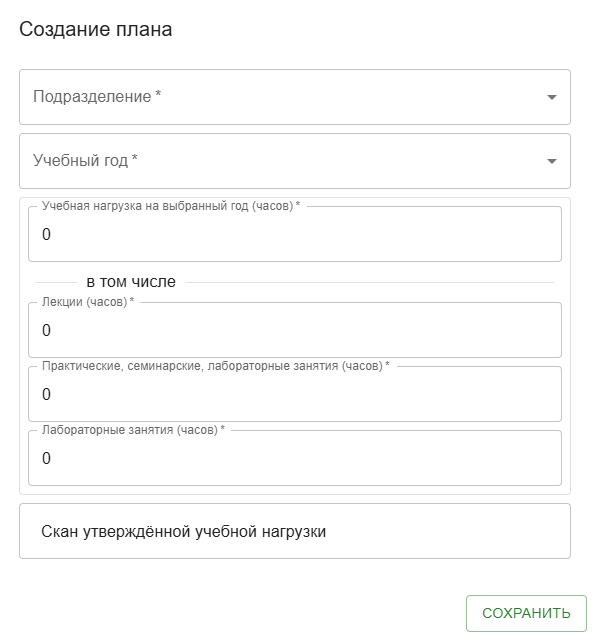 Создание плана
Подразделение *
Учебный год *
Учебная нагрузка на выбранный год (часов) *
0
в том числе
Лекции (часов) *
0
Практические, семинарские, лабораторные занятия (часов) *
0
Лабораторные занятия (часов) *
0
Скан утверждённой учебной нагрузки
СОХРАНИТЬ